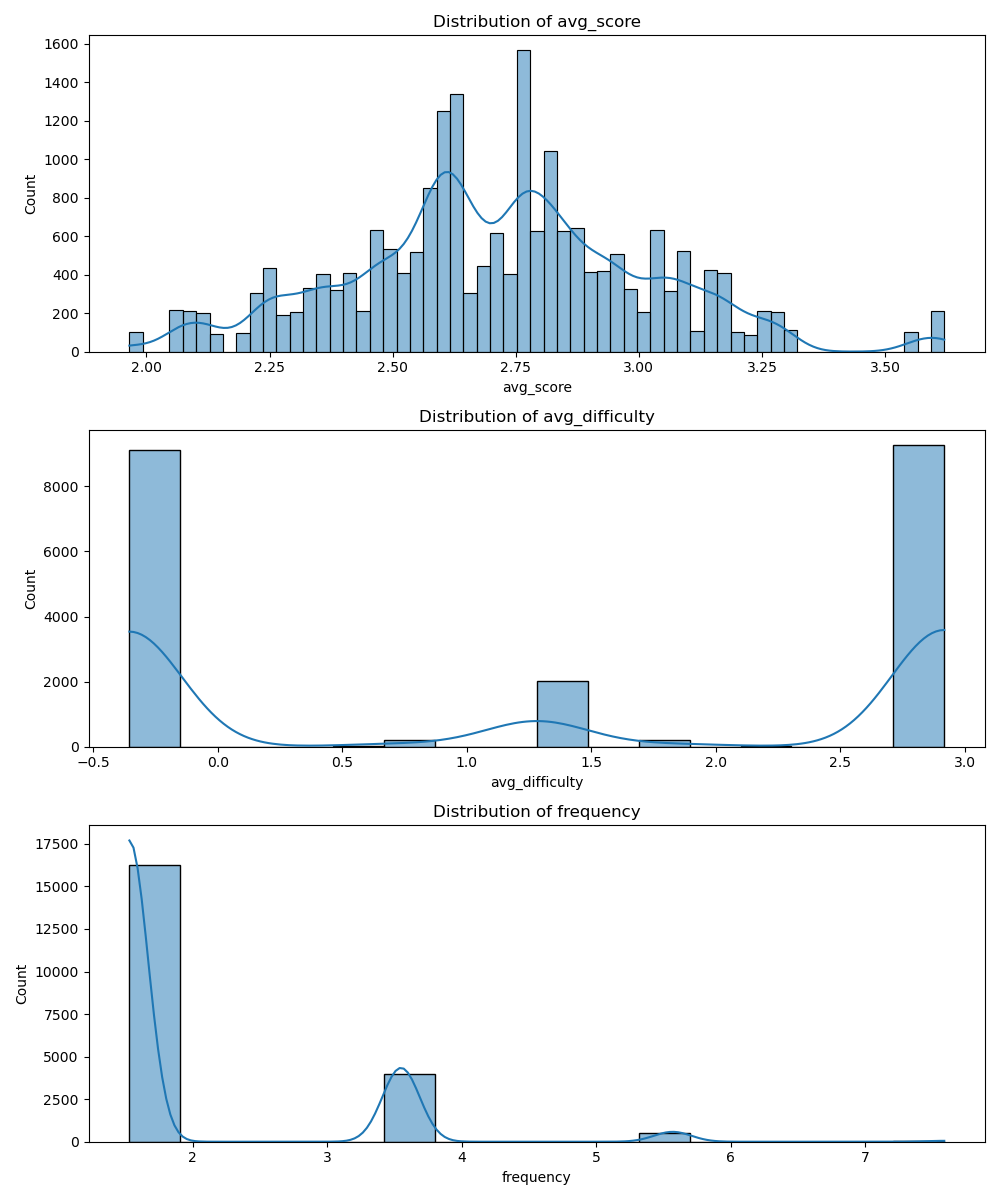 Distribution of avg_score
1600
1400
1200
1000
800
600
400
200
0
Count
2.00 2.25 2.50 2.75 3.00 3.25 3.50
avg_score
Distribution of avg_difficulty
8000
6000
4000
2000
0
Count
−0.5 0.0 0.5 1.0 1.5 2.0 2.5 3.0
avg_difficulty
Distribution of frequency
17500
15000
12500
10000
7500
5000
2500
0
Count
2 3 4 5 6 7
frequency